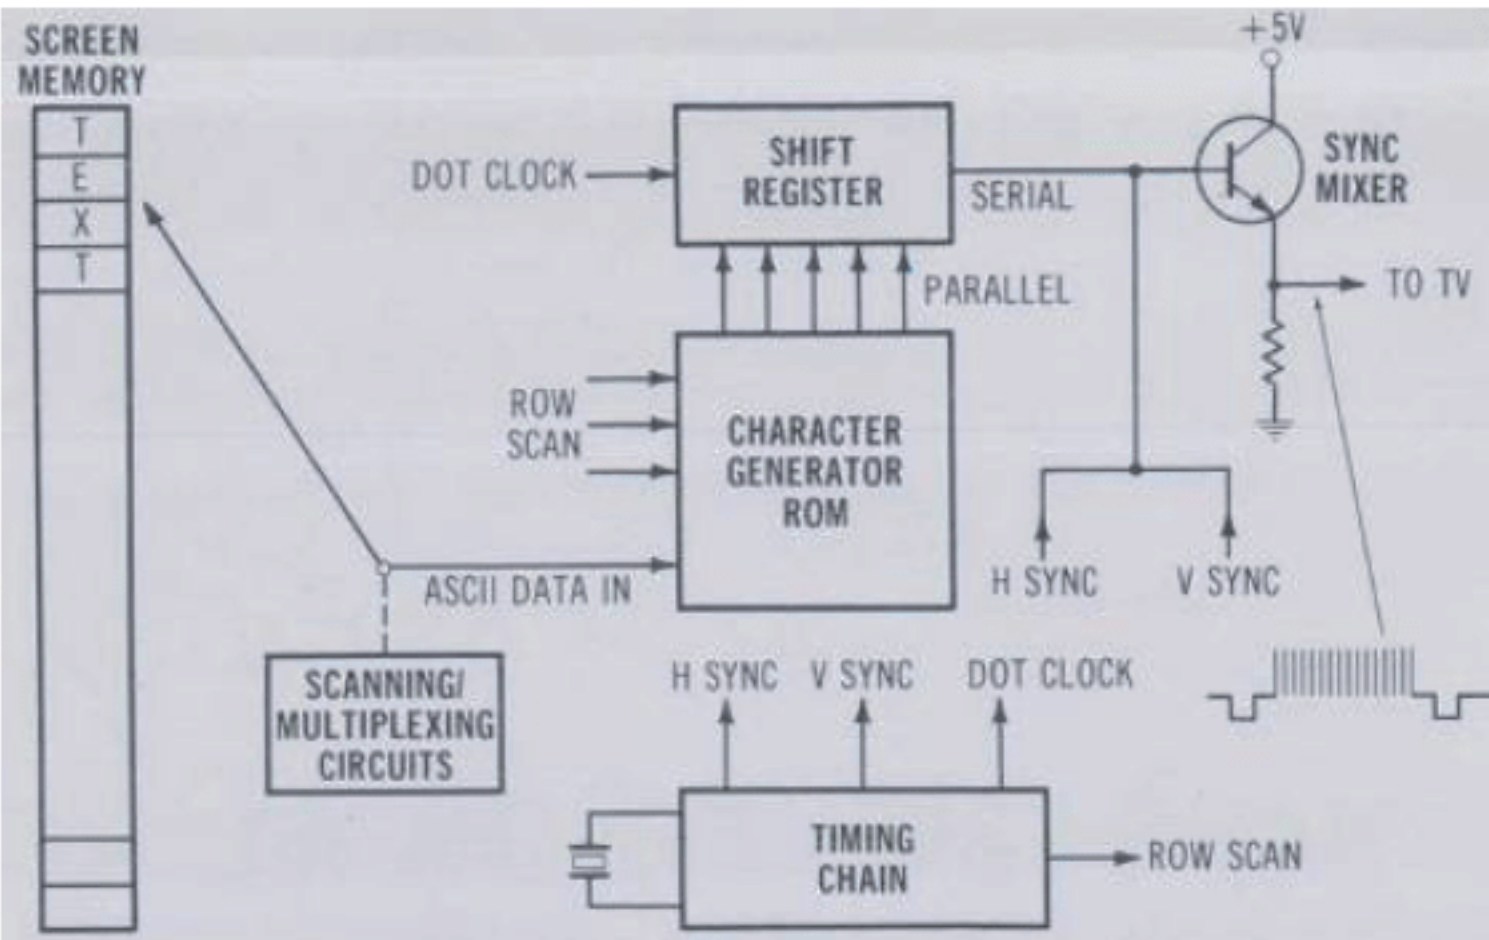 SCREEN
MEMORY
T
E
X
T
DOT CLOCK
SHIFT
REGISTER
SERIAL
+5V
SYNC
MIXER
PARALLEL
TO TV
ROW
SCAN
CHARACTER
GENERATOR
ROM
ASCII DATA IN
H SYNC
V SYNC
SCANNING/
MULTIPLEXING
CIRCUITS
H SYNC
V SYNC
DOT CLOCK
TIMING
CHAIN
ROW SCAN